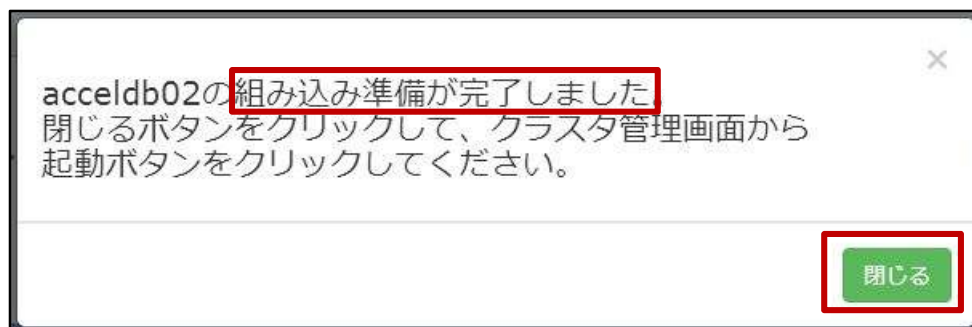 ×
acceldb02の組み込み準備が完了しました。
閉じるボタンをクリックして、クラスタ管理画面から
起動ボタンをクリックしてください。
閉じる